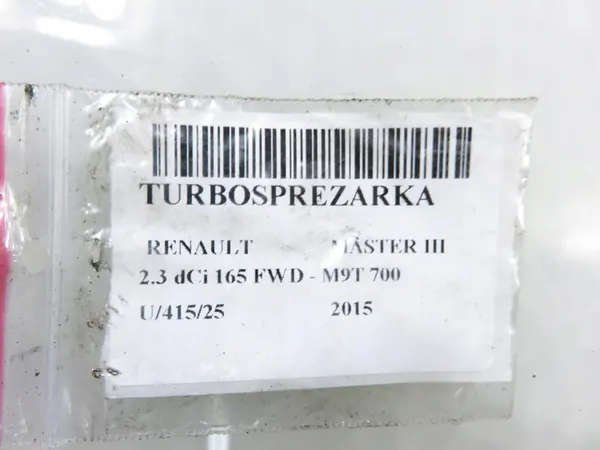 TURBOSPREZARKA
RENAULT MASTER III
2.3 dCi 165 FWD - M9T 700
U/415/25 2015